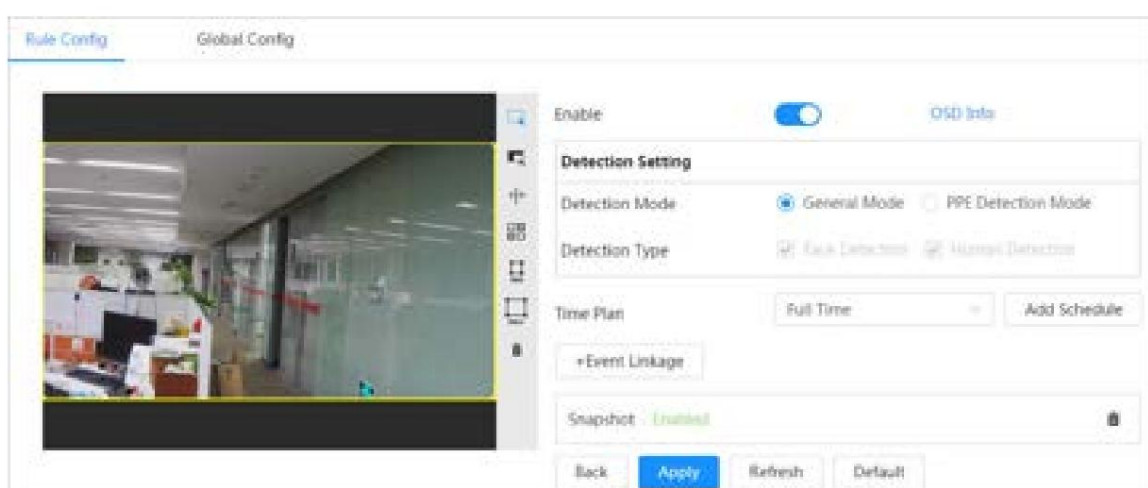 Rule Config Global Config
Enable OSD Info
Detection Setting
Detection Mode General Mode PPE Detection Mode
Detection Type Face Detection Human Detection
Time Plan Full Time Add Schedule
+Event Linkage
Snapshot Enabled
Back Apply Refresh Default